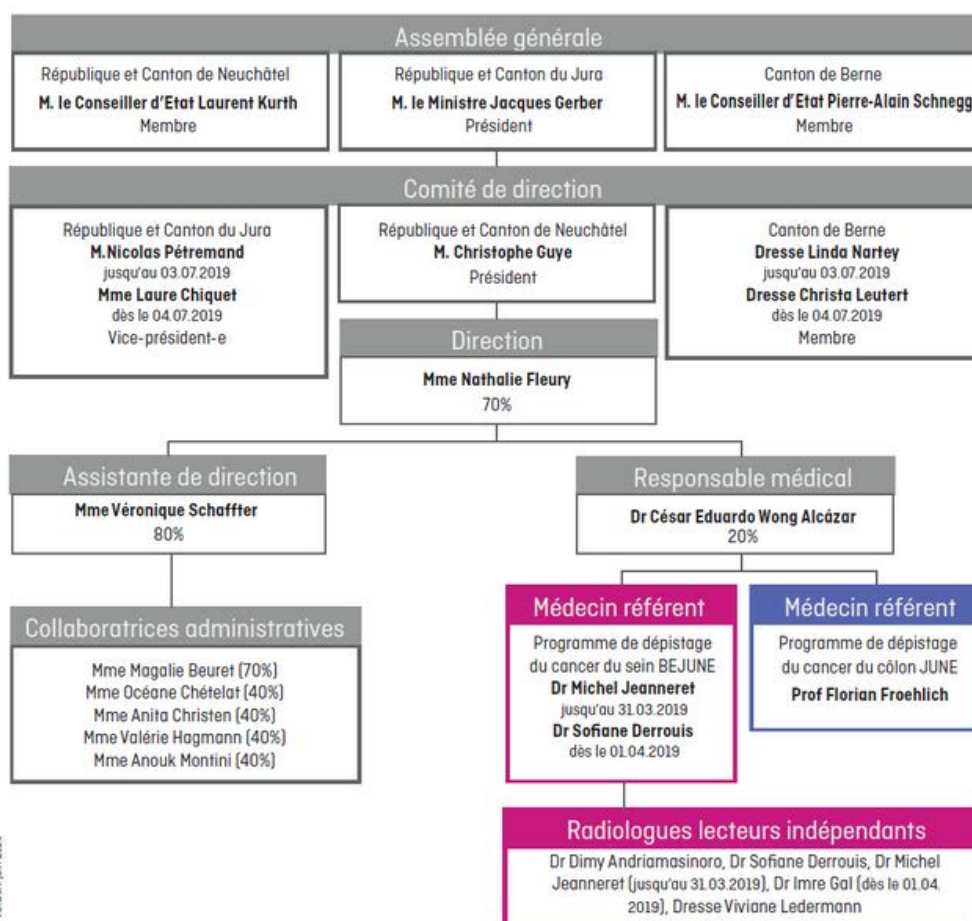 Assemblée générale
République et Canton de Neuchâtel
M. le Conseiller d'Etat Laurent Kurth
Membre
République et Canton du Jura
M. le Ministre Jacques Gerber
Président
Canton de Berne
M. le Conseiller d'Etat Pierre-Alain Schnegg
Membre
Comité de direction
République et Canton du Jura
M.Nicolas Pétremand
jusqu'au 03.07.2019
Mme Laure Chiquet
dès le 04.07.2019
Vice-président-e
République et Canton de Neuchâtel
M. Christophe Guye
Président
Canton de Berne
Dresse Linda Nartey
jusqu'au 03.07.2019
Dresse Christa Leutert
dès le 04.07.2019
Membre
Direction
Mme Nathalie Fleury
70%
Assistante de direction
Mme Véronique Schaffter
80%
Responsable médical
Dr César Eduardo Wong Alcázar
20%
Collaboratrices administratives
Mme Magalie Beuret (70%)
Mme Océane Chételat (40%)
Mme Anita Christen (40%)
Mme Valérie Hagmann (40%)
Mme Anouk Montini (40%)
Médecin référent
Programme de dépistage
du cancer du sein BEJUNE
Dr Michel Jeanneret
jusqu'au 31.03.2019
Dr Sofiane Derrouis
dès le 01.04.2019
Médecin référent
Programme de dépistage
du cancer du côlon JUNE
Prof Florian Froehlich
Radiologues lecteurs indépendants
Dr Dimy Andriamasinoro, Dr Sofiane Derrouis, Dr Michel
Jeanneret (jusqu'au 31.03.2019), Dr Imre Gal (dès le 01.04.
2019), Dresse Viviane Ledermann